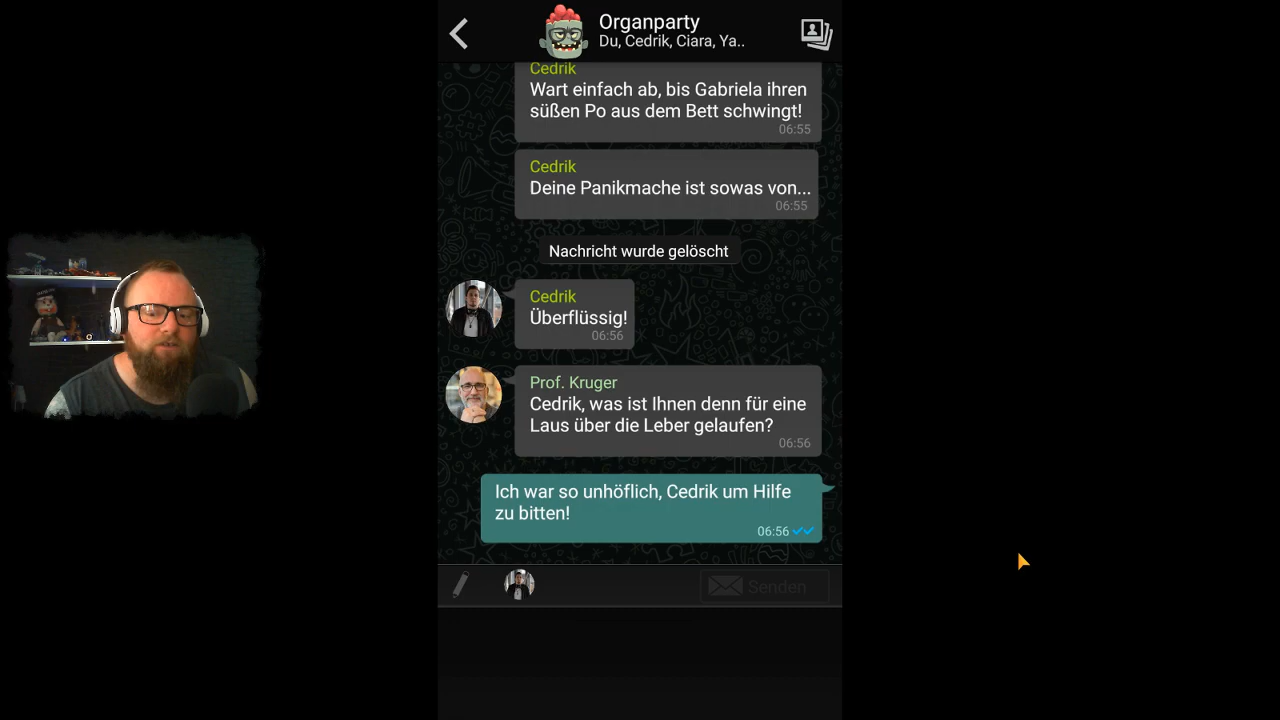 Organparty
Du, Cedrik, Ciara, Ya..
Cedrik
Wart einfach ab, bis Gabriela ihren
süßen Po aus dem Bett schwingt!
06:55
Cedrik
Deine Panikmache ist sowas von...
06:55
Nachricht wurde gelöscht
Cedrik
Überflüssig!
06:56
Prof. Kruger
Cedrik, was ist Ihnen denn für eine
Laus über die Leber gelaufen?
06:56
Ich war so unhöflich, Cedrik um Hilfe
zu bitten!
06:56
Senden